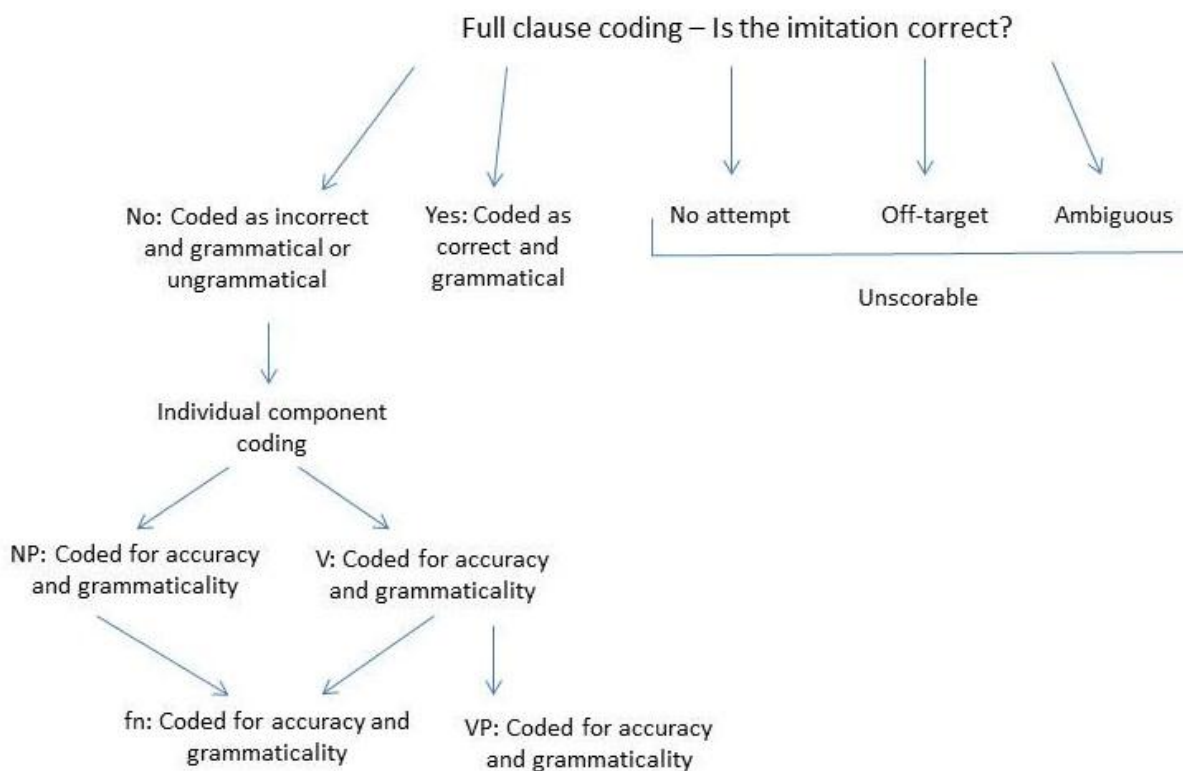 Full clause coding – Is the imitation correct?
No: Coded as incorrect
and grammatical or
ungrammatical
Yes: Coded as
correct and
grammatical
No attempt
Off-target
Ambiguous
Unscorable
Individual component
coding
NP: Coded for accuracy
and grammaticality
V: Coded for accuracy
and grammaticality
fn: Coded for accuracy and
grammaticality
VP: Coded for accuracy
and grammaticality